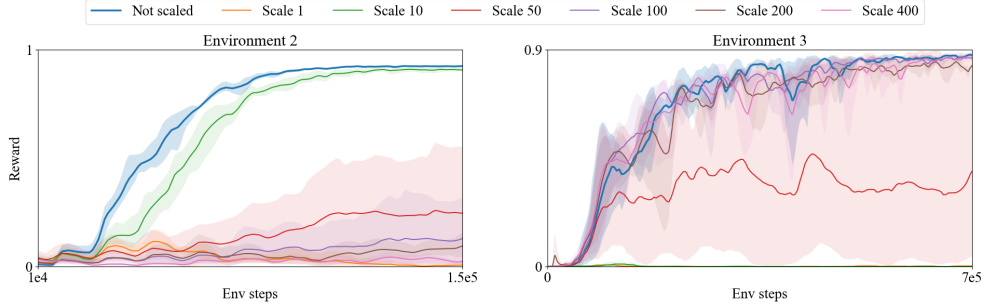 Not scaled Scale 1 Scale 10 Scale 50 Scale 100 Scale 200 Scale 400
Environment 2
1
Reward
0
1e4
1.5e5
Env steps
Environment 3
0.9
0
0
7e5
Env steps